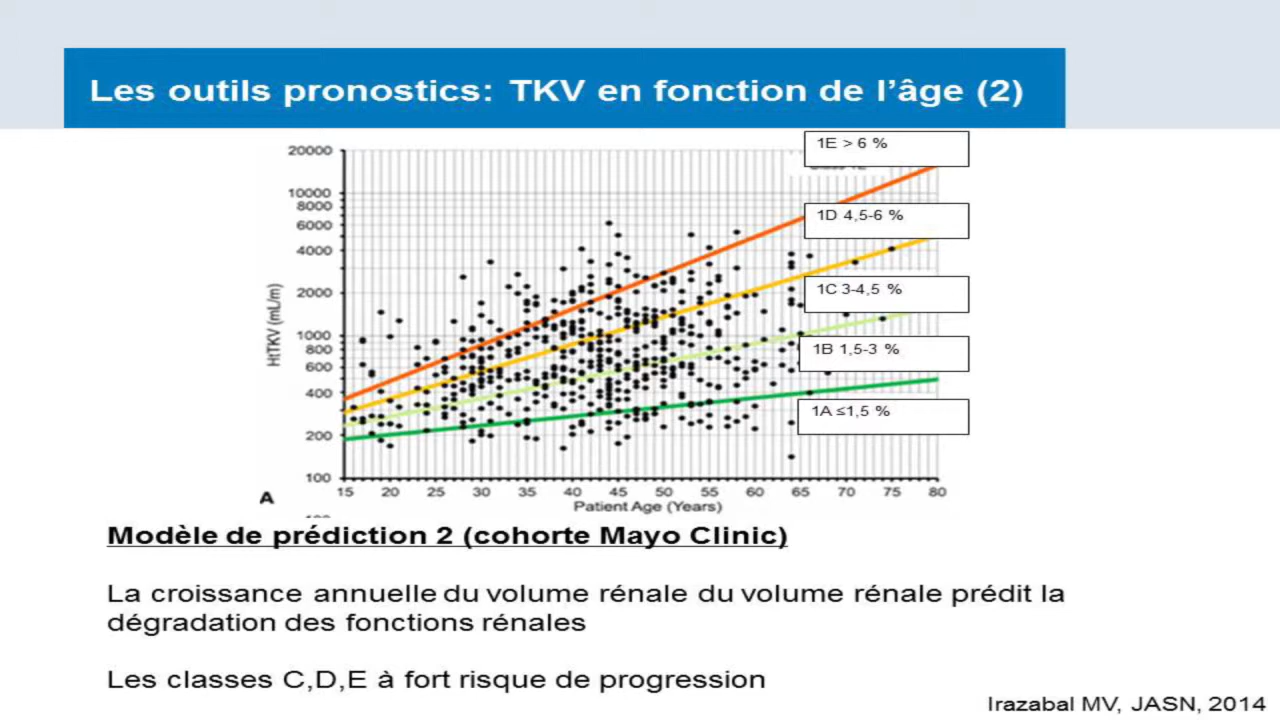 Les outils pronostics: TKV en fonction de l’âge (2)
20000
10000
8000
6000
4000
2000
1000
800
600
400
200
100
HtTKV (mL/m)
1E > 6 %
1D 4,5-6 %
1C 3-4,5 %
1B 1,5-3 %
1A ≤1,5 %
15 20 25 30 35 40 45 50 55 60 65 70 75 80
Patient Age (Years)
A
Modèle de prédiction 2 (cohorte Mayo Clinic)
La croissance annuelle du volume rénale du volume rénale prédit la
dégradation des fonctions rénales
Les classes C,D,E à fort risque de progression
Irazabal MV, JASN, 2014